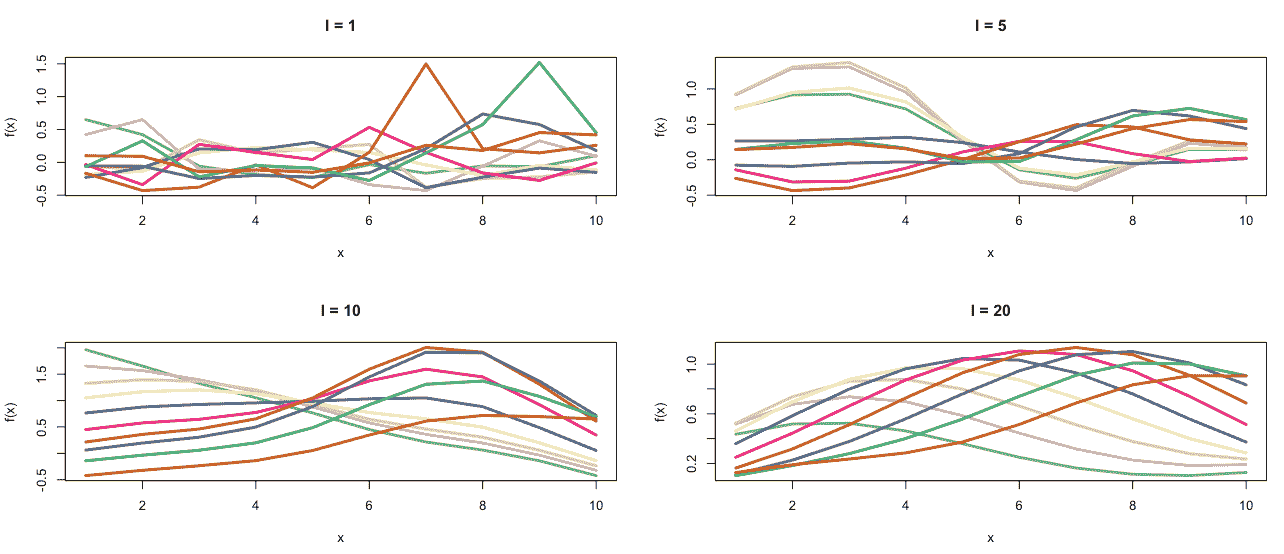 l = 1
f(x)
-0.5 0.0 0.5 1.0 1.5
2 4 6 8 10
x
l = 5
f(x)
-0.5 0.0 0.5 1.0
2 4 6 8 10
x
l = 10
f(x)
-0.5 0.5 1.5
2 4 6 8 10
x
l = 20
f(x)
0.2 0.6 1.0
2 4 6 8 10
x